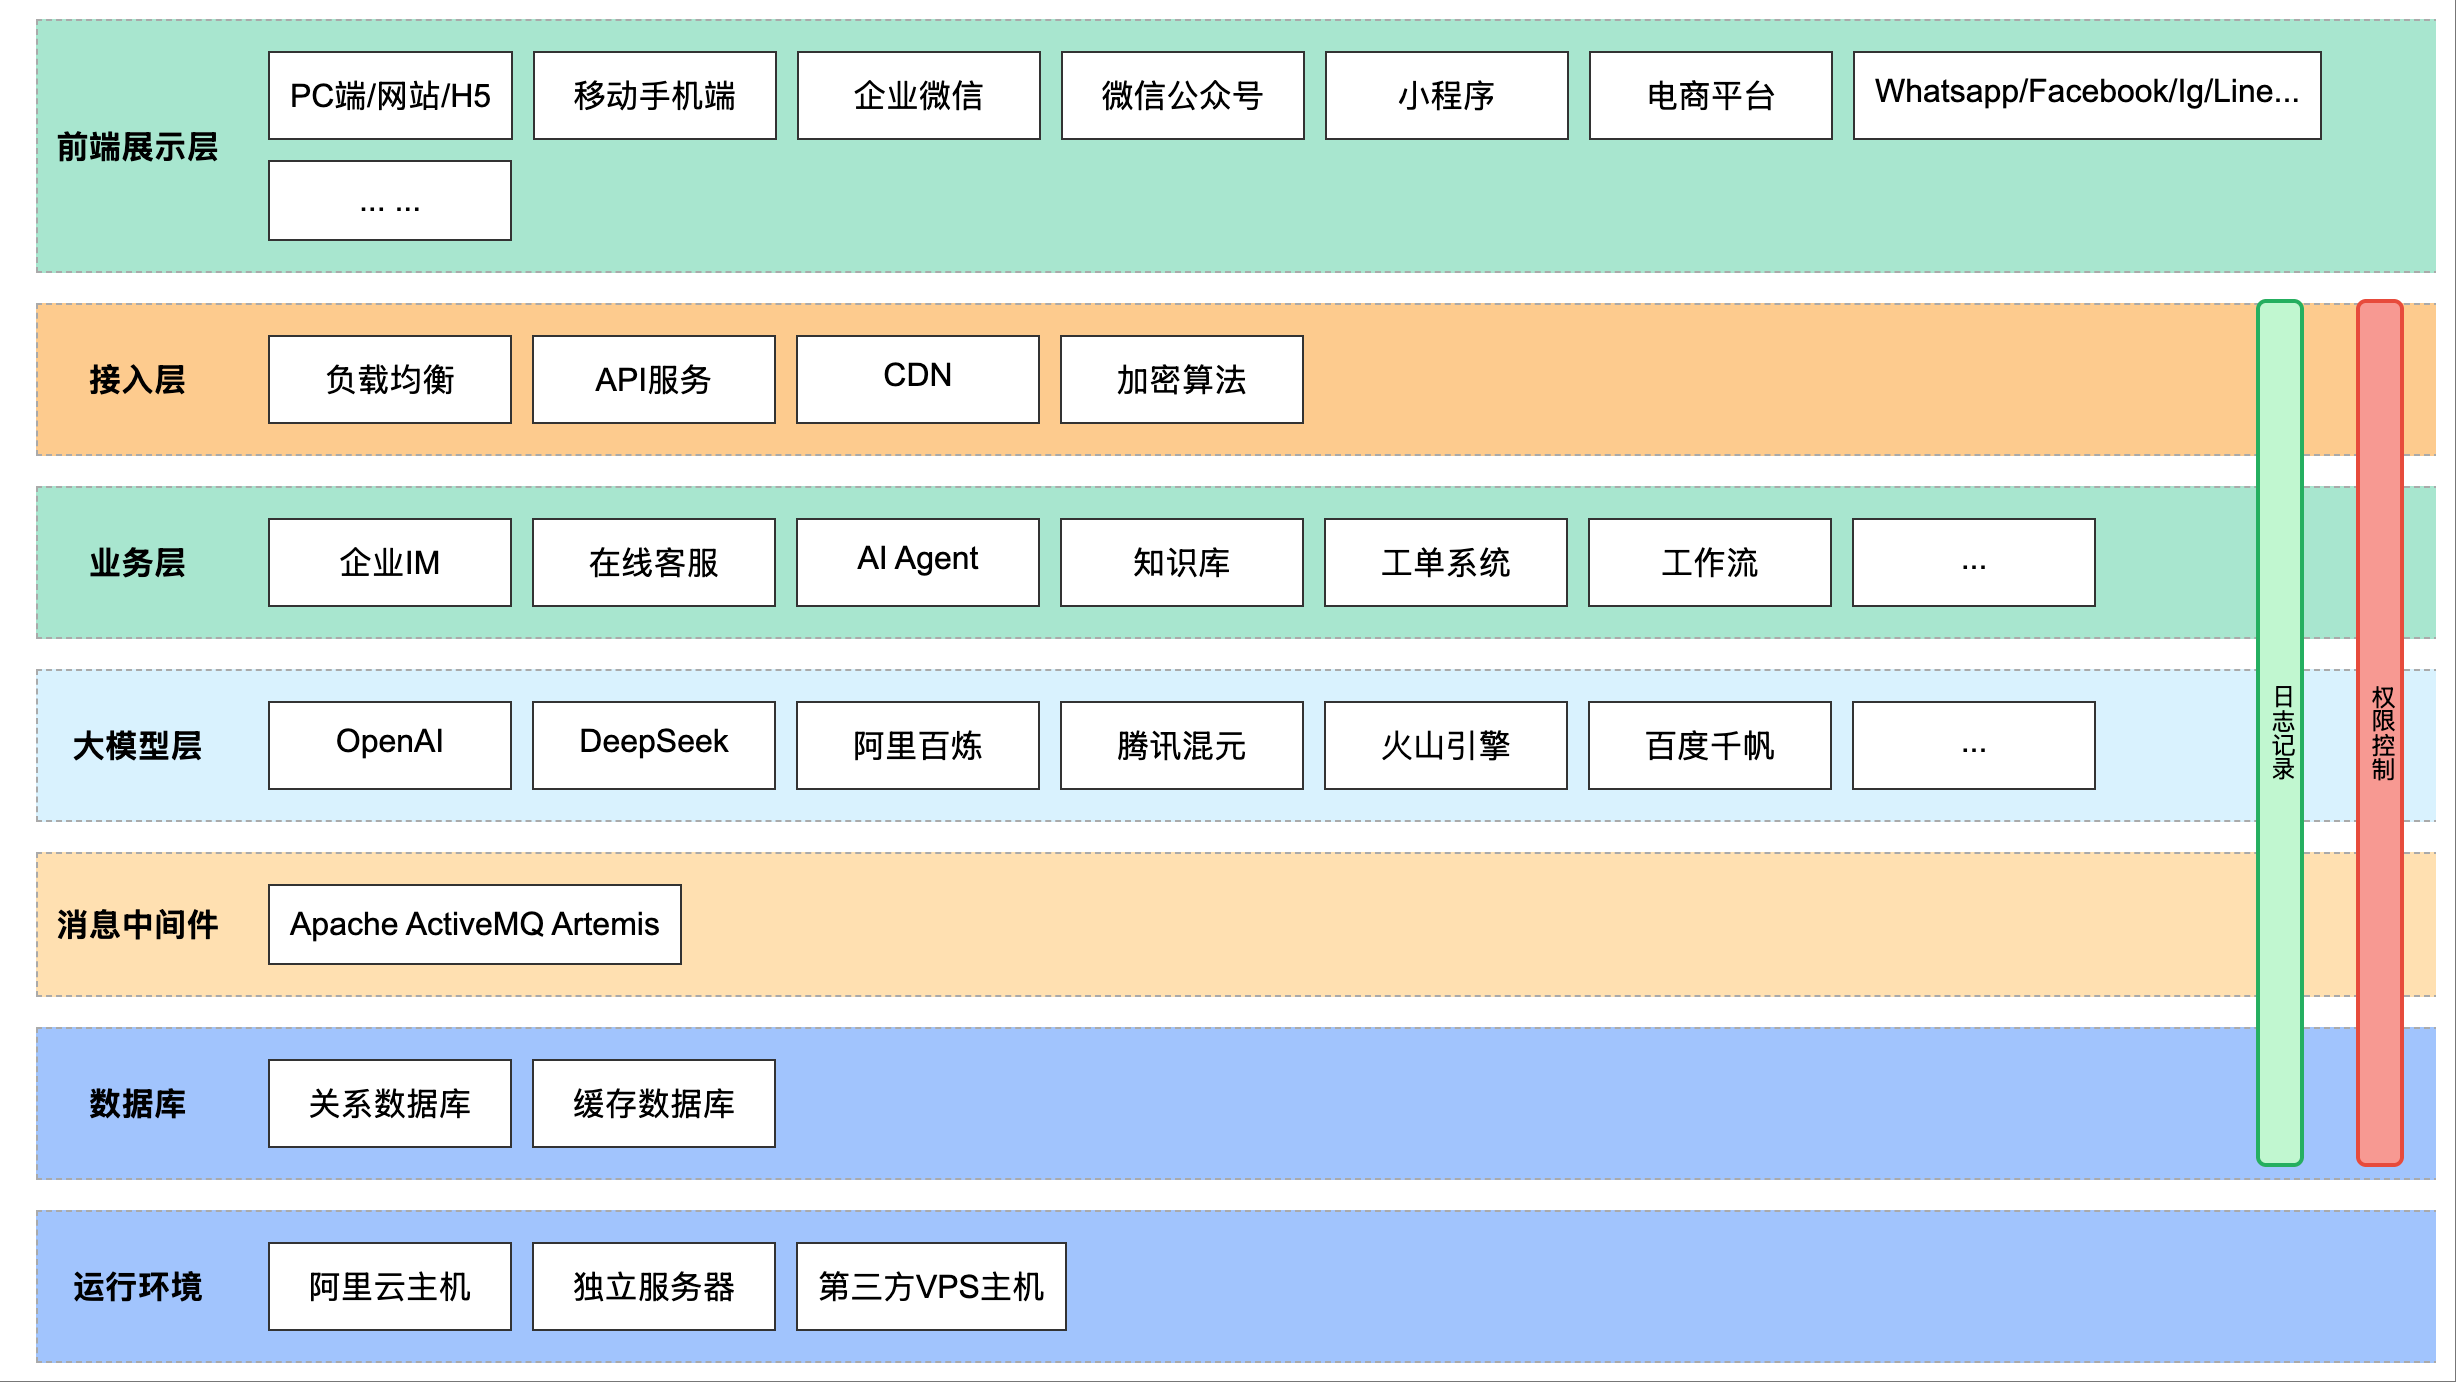 前端展示层
PC端/网站/H5
移动手机端
企业微信
微信公众号
小程序
电商平台
Whatsapp/Facebook/Ig/Line...
... ...
接入层
负载均衡
API服务
CDN
加密算法
业务层
企业IM
在线客服
AI Agent
知识库
工单系统
工作流
...
大模型层
OpenAI
DeepSeek
阿里百炼
腾讯混元
火山引擎
百度千帆
...
消息中间件
Apache ActiveMQ Artemis
数据库
关系数据库
缓存数据库
运行环境
阿里云主机
独立服务器
第三方VPS主机
日志记录
权限控制